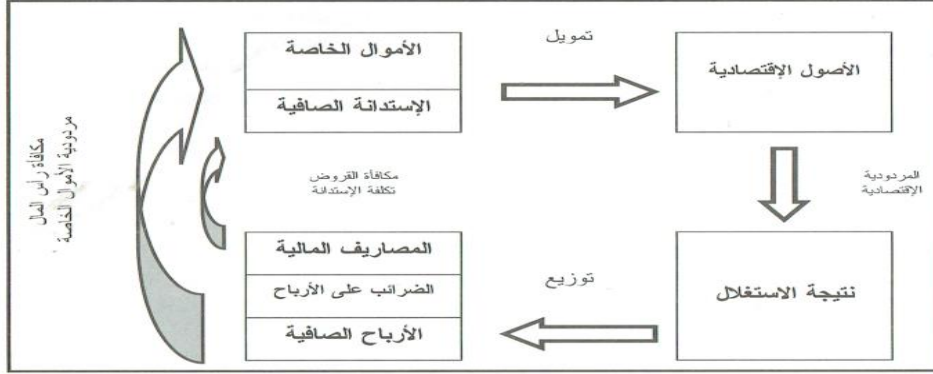 الأموال الخاصة
الإستدانة الصافية
تمويل
الأصول الإقتصادية
المردودية
الإقتصادية
نتيجة الاستغلال
توزيع
المصاريف المالية
الضرائب على الأرباح
الأرباح الصافية
مكافأة القروض
تكلفة الإستدانة
مكافأة رأس المال
مردودية الأموال الخاصة